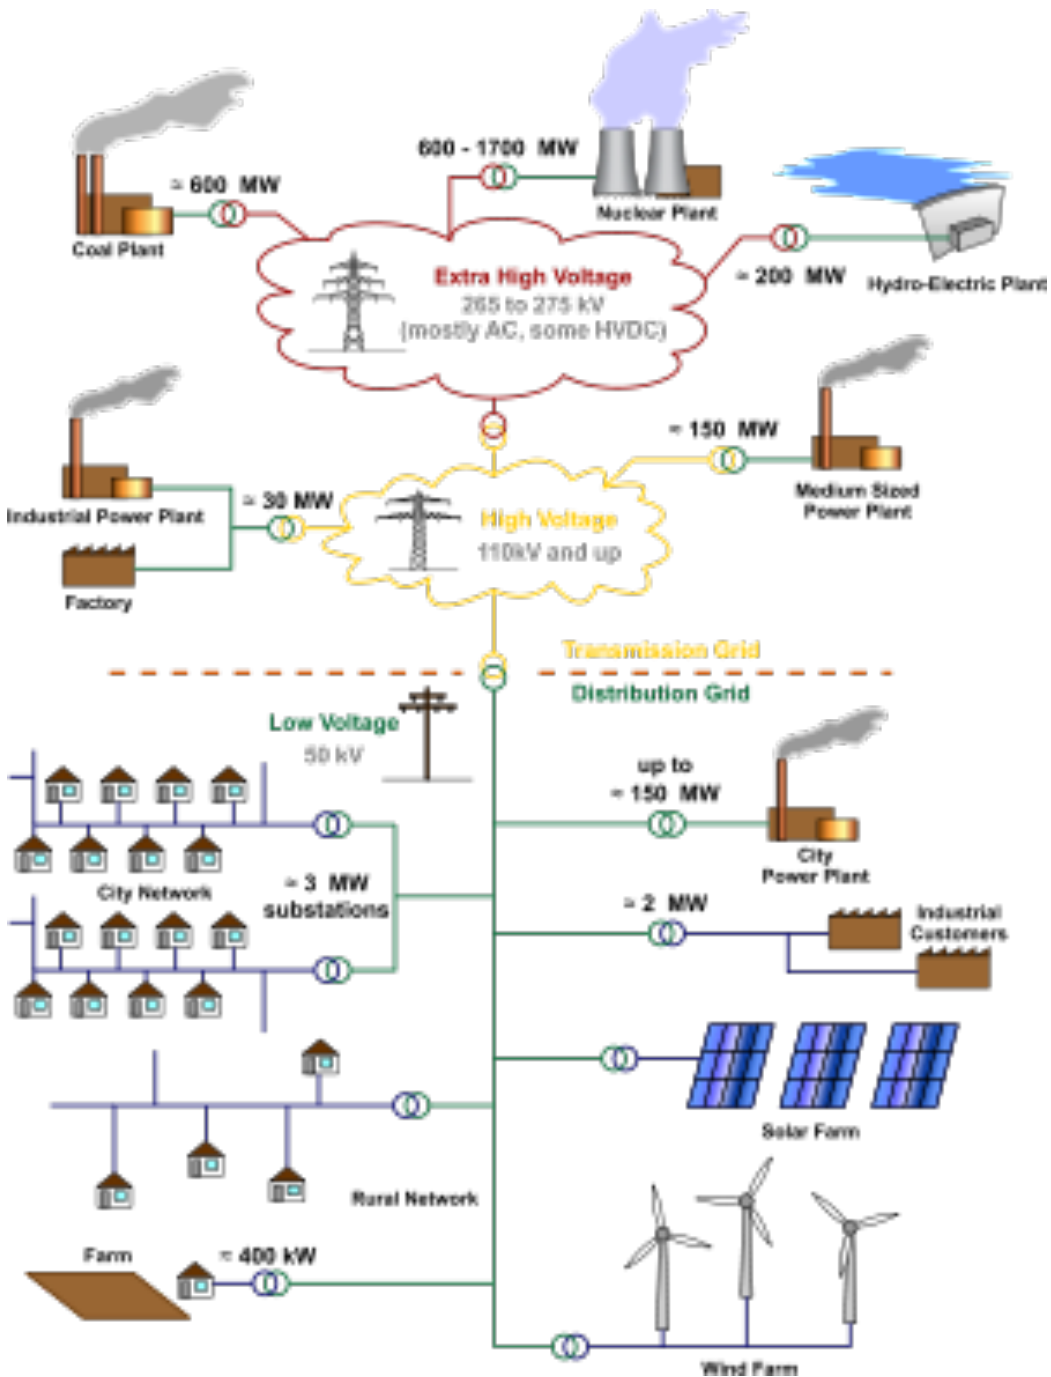 600 - 1700 MW
≈ 600 MW
Nuclear Plant
Coal Plant
≈ 200 MW
Hydro-Electric Plant
Extra High Voltage
265 to 275 kV
(mostly AC, some HVDC)
≈ 150 MW
Medium Sized
Power Plant
≈ 30 MW
Industrial Power Plant
Factory
High Voltage
110kV and up
Transmission Grid
Distribution Grid
Low Voltage
50 kV
up to
≈ 150 MW
City
Power Plant
City Network
≈ 3 MW
substations
≈ 2 MW
Industrial
Customers
Solar Farm
Rural Network
Farm
≈ 400 kW
Wind Farm